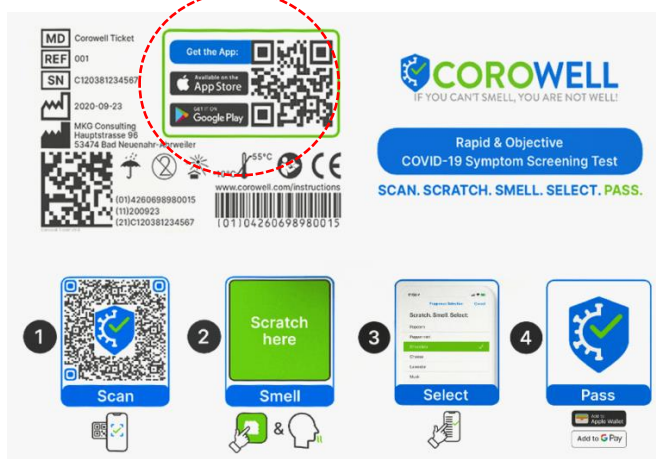 MD Corowell Ticket
REF 001
SN C120381234567
2020-09-23
MKG Consulting
Hauptstrasse 96
53474 Bad Neuenahr-Ahrweiler
Get the App:
Available on the
App Store
GET IT ON
Google Play
COROWELL
IF YOU CAN'T SMELL, YOU ARE NOT WELL!
Rapid & Objective
COVID-19 Symptom Screening Test
SCAN. SCRATCH. SMELL. SELECT. PASS.
2
55°C
CE
www.corowell.com/instructions
(01)04260698980015
(11)200923
(21)C120381234567
(01)04260698980015
1
Scan
2
Scratch
here
Smell
&
3
Scratch. Smell. Select.
Select
4
Pass
Add to
Apple Wallet
Add to G Pay